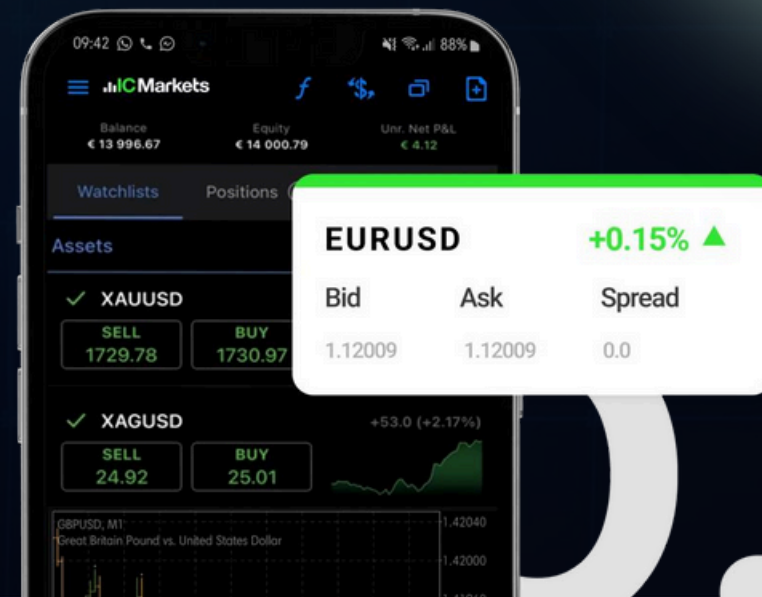 09:42 88%
IC Markets
Balance Equity Unr. Net P&L
€ 13 996.67 € 14 000.79 € 4.12
Watchlists Positions
Assets
EURUSD +0.15%
Bid Ask Spread
1.12009 1.12009 0.0
XAUUSD
SELL BUY
1729.78 1730.97
XAGUSD +53.0 (+2.17%)
SELL BUY
24.92 25.01
GBPUSD, M1 1.42040
Great Britain Pound vs. United States Dollar
1.42000